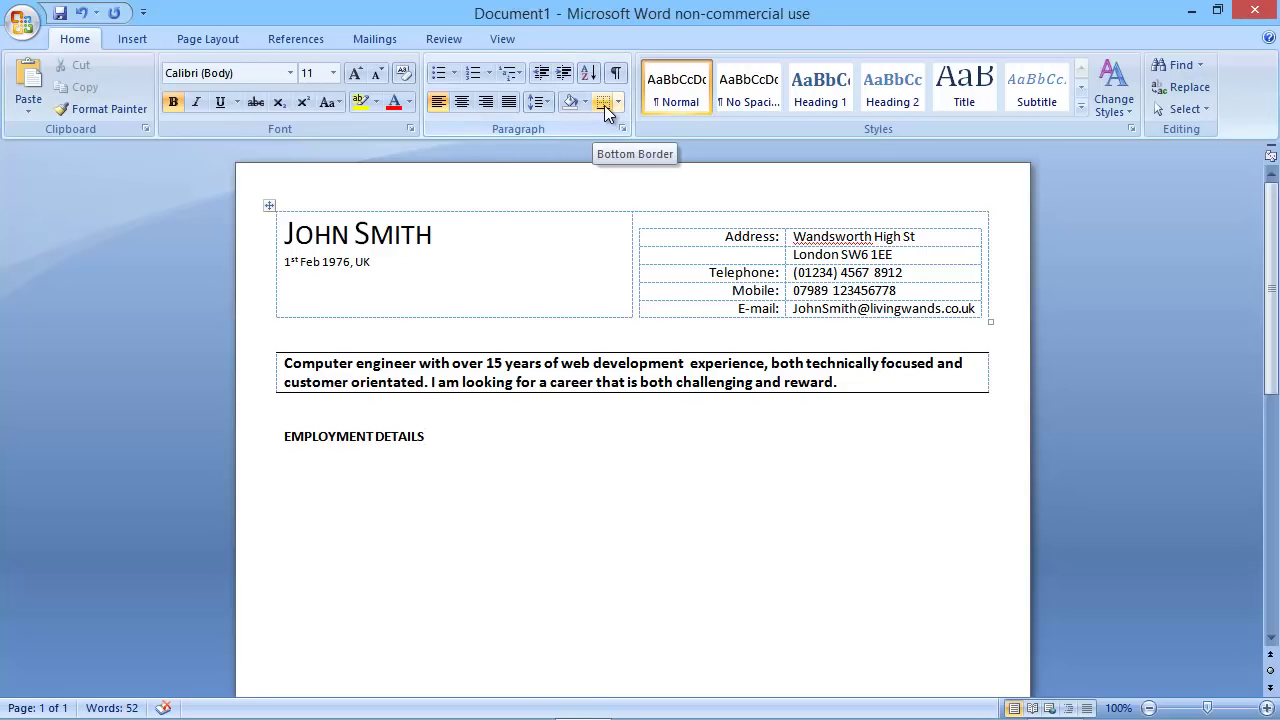 Document1 - Microsoft Word non-commercial use
Home Insert Page Layout References Mailings Review View
Paste
Cut
Copy
Format Painter
Clipboard
Calibri (Body) 11
B I U abc x₂ x² Aa
Font
Paragraph
AaBbCcDc AaBbCcDc AaBbC AaBbCc AaB AaBbCc
¶ Normal ¶ No Spaci... Heading 1 Heading 2 Title Subtitle
Change
Styles
Styles
Find
Replace
Select
Editing
Bottom Border
JOHN SMITH
1st Feb 1976, UK
Address: Wandsworth High St
London SW6 1EE
Telephone: (01234) 4567 8912
Mobile: 07989 123456778
E-mail: JohnSmith@livingwands.co.uk
Computer engineer with over 15 years of web development experience, both technically focused and
customer orientated. I am looking for a career that is both challenging and reward.
EMPLOYMENT DETAILS
Page: 1 of 1 Words: 52 100%